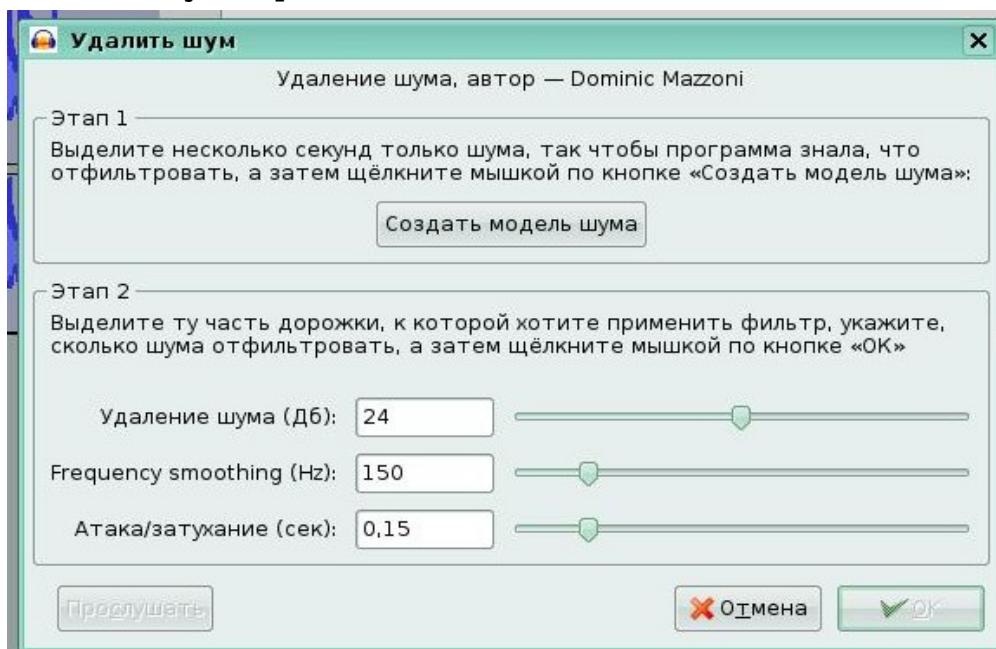 Удалить шум
Удаление шума, автор — Dominic Mazzoni
Этап 1
Выделите несколько секунд только шума, так чтобы программа знала, что
отфильтровать, а затем щёлкните мышкой по кнопке «Создать модель шума»:
Создать модель шума
Этап 2
Выделите ту часть дорожки, к которой хотите применить фильтр, укажите,
сколько шума отфильтровать, а затем щёлкните мышкой по кнопке «ОК»
Удаление шума (Дб): 24
Frequency smoothing (Hz): 150
Атака/затухание (сек): 0,15
Прослушать Отмена ОК